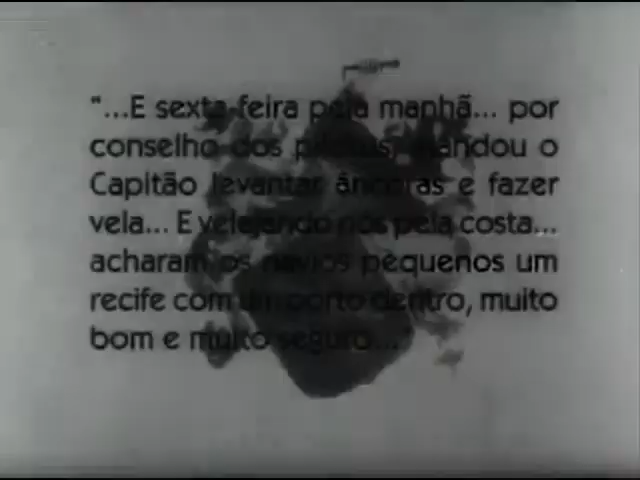 "...E sexta-feira pela manhã... por
conselho dos pilotos, mandou o
Capitão levantar âncoras e fazer
vela... E velejando nós pela costa...
acharam os navios pequenos um
recife com um porto dentro, muito
bom e muito seguro...